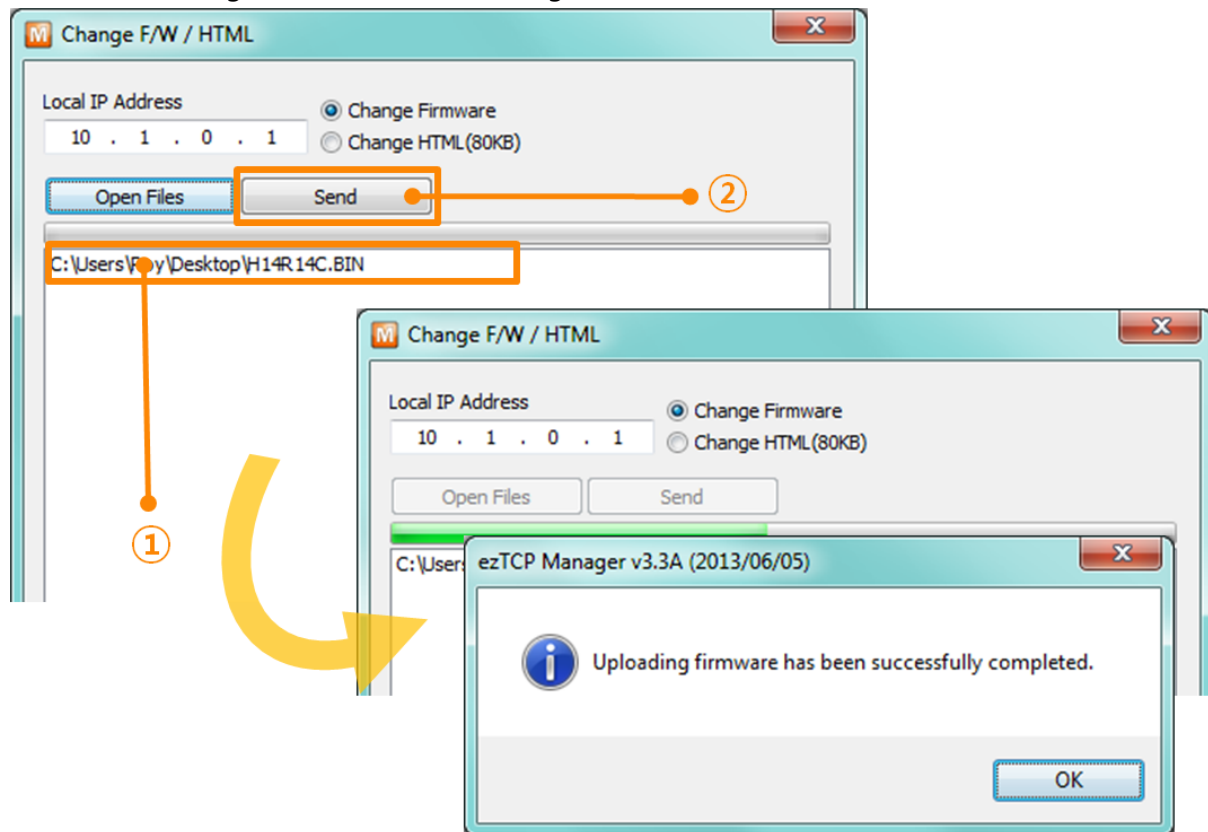 Change F/W / HTML
x
Local IP Address
Change Firmware
10 . 1 . 0 . 1
Change HTML(80KB)
Open Files
Send
②
C:\Users\Roy\Desktop\H14R14C.BIN
①
Change F/W / HTML
x
Local IP Address
Change Firmware
10 . 1 . 0 . 1
Change HTML(80KB)
Open Files
Send
C:\Users
ezTCP Manager v3.3A (2013/06/05)
x
Uploading firmware has been successfully completed.
OK